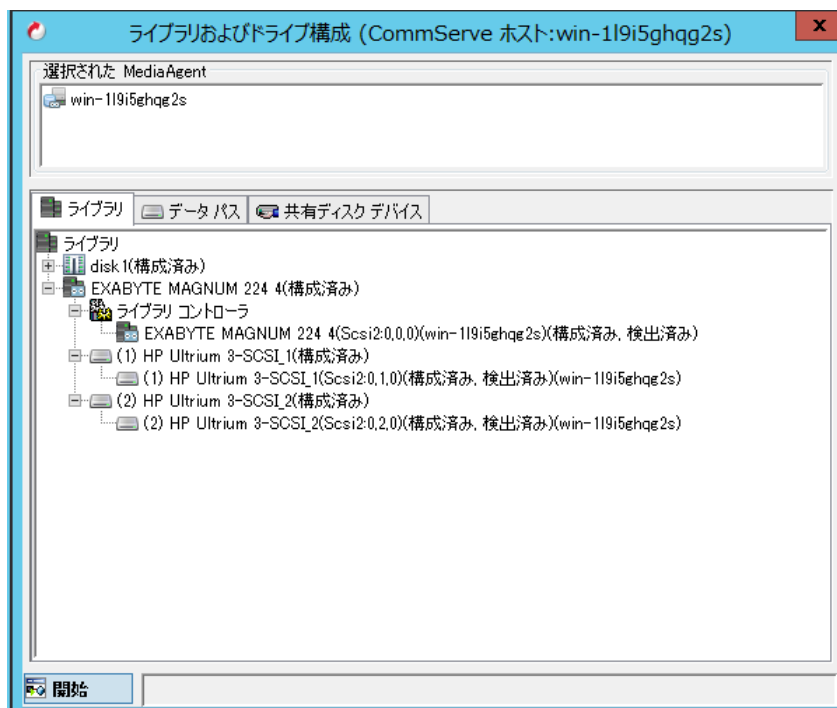 ライブラリおよびドライブ構成 (CommServe ホスト:win-1l9i5ghqg2s)
x
選択された MediaAgent
win-1l9i5ghqg2s
ライブラリ
データ パス
共有ディスク デバイス
ライブラリ
disk1(構成済み)
EXABYTE MAGNUM 224 4(構成済み)
ライブラリ コントローラ
EXABYTE MAGNUM 224 4(Scsi2:0,0,0)(win-1l9i5ghqg2s)(構成済み, 検出済み)
(1) HP Ultrium 3-SCSI_1(構成済み)
(1) HP Ultrium 3-SCSI_1(Scsi2:0,1,0)(構成済み, 検出済み)(win-1l9i5ghqg2s)
(2) HP Ultrium 3-SCSI_2(構成済み)
(2) HP Ultrium 3-SCSI_2(Scsi2:0,2,0)(構成済み, 検出済み)(win-1l9i5ghqg2s)
開始